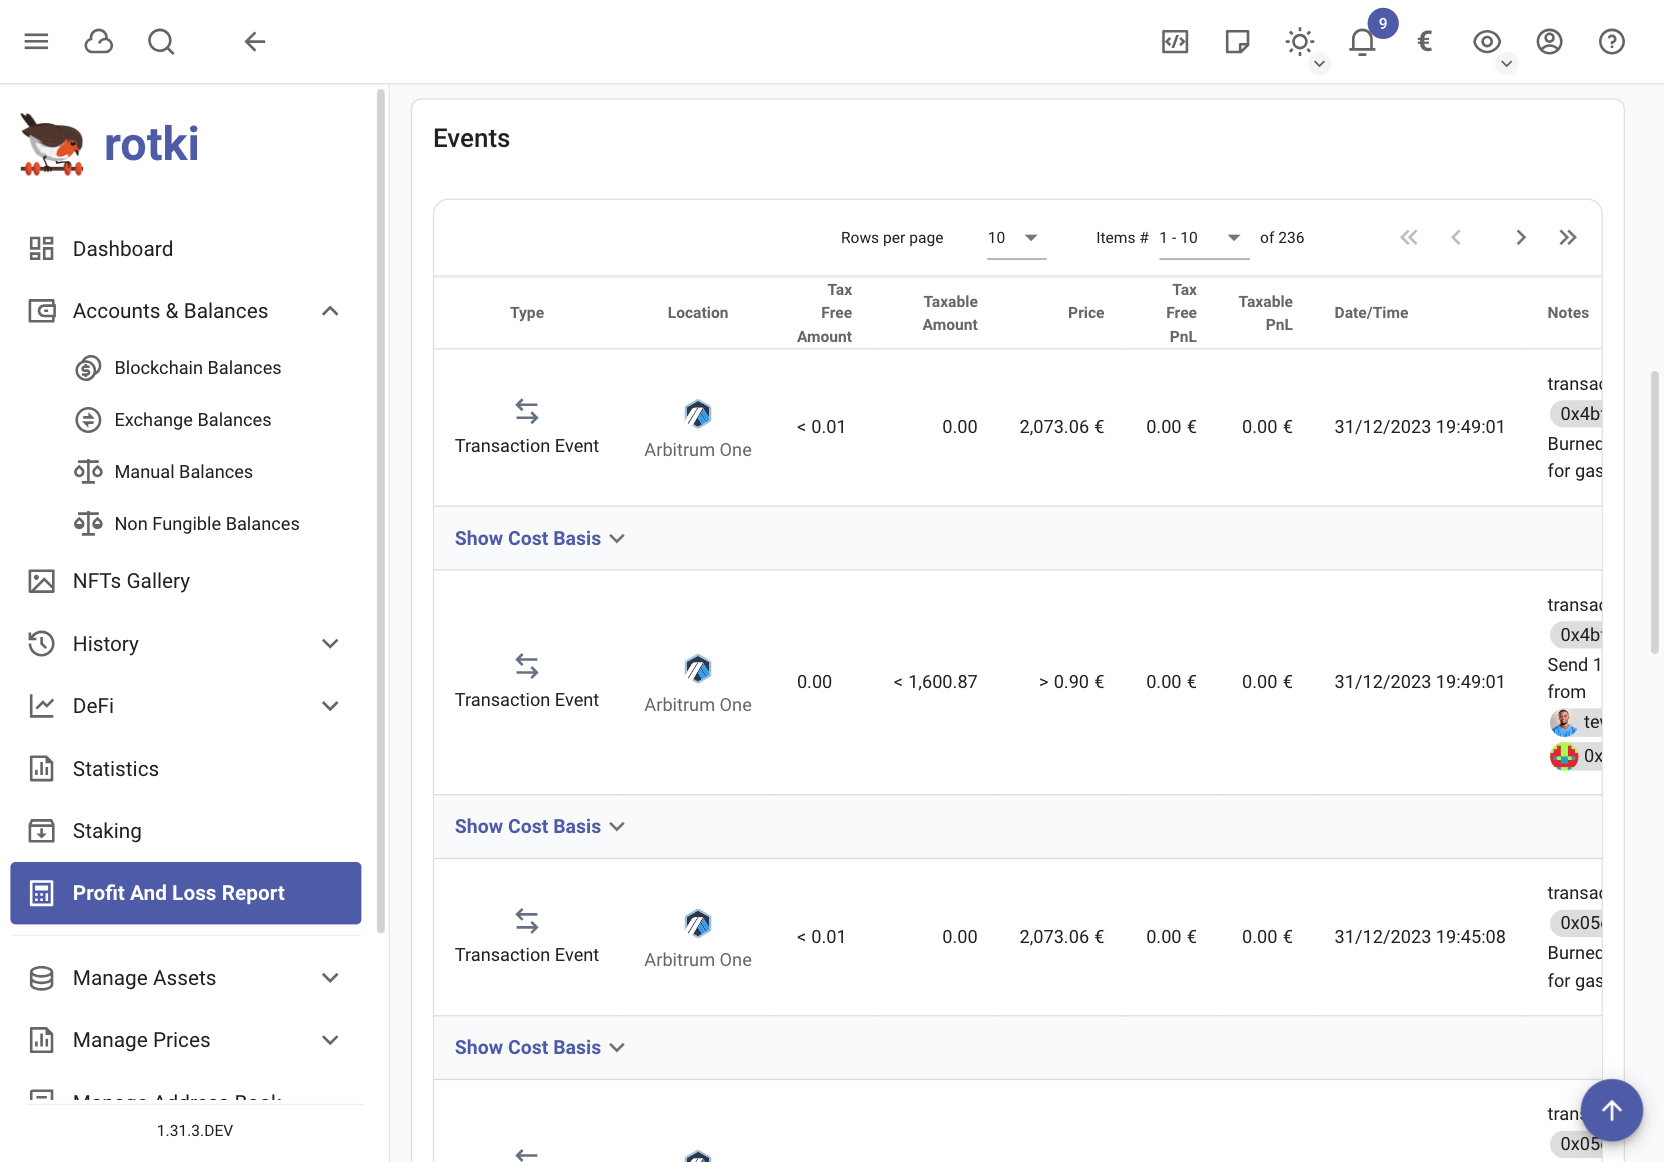 9
€
rotki
Dashboard
Accounts & Balances
Blockchain Balances
Exchange Balances
Manual Balances
Non Fungible Balances
NFTs Gallery
History
DeFi
Statistics
Staking
Profit And Loss Report
Manage Assets
Manage Prices
Manage Address Book
1.31.3.DEV
Events
Rows per page 10 Items # 1 - 10 of 236
Type Location Tax Free Amount Taxable Amount Price Tax Free PnL Taxable PnL Date/Time Notes
Transaction Event Arbitrum One < 0.01 0.00 2,073.06 € 0.00 € 0.00 € 31/12/2023 19:49:01
transac
0x4b
Burned
for gas
Show Cost Basis
Transaction Event Arbitrum One 0.00 < 1,600.87 > 0.90 € 0.00 € 0.00 € 31/12/2023 19:49:01
transac
0x4b
Send 1
from
te
0x
Show Cost Basis
Transaction Event Arbitrum One < 0.01 0.00 2,073.06 € 0.00 € 0.00 € 31/12/2023 19:45:08
transac
0x05
Burned
for gas
Show Cost Basis
tran
0x05